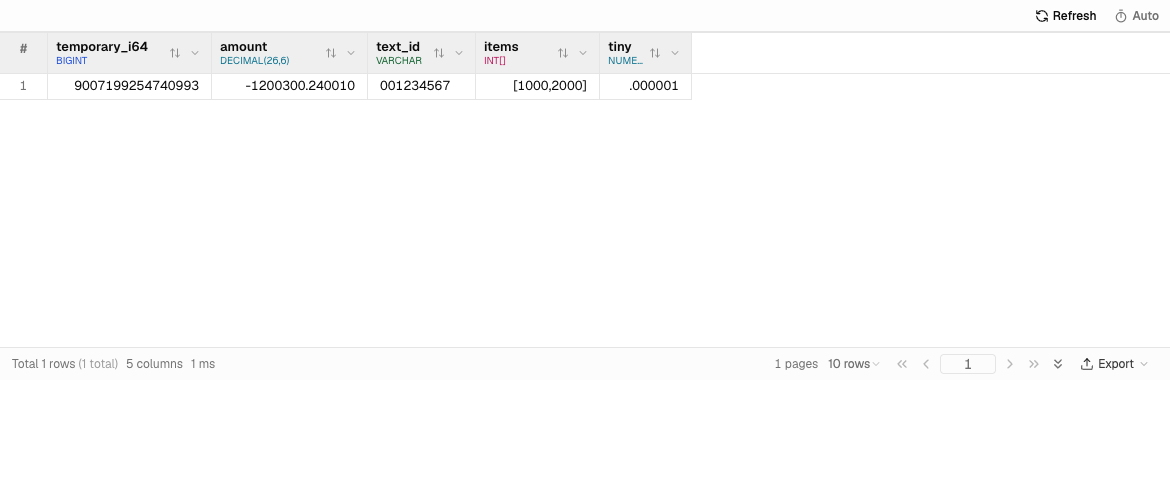 Refresh Auto
# temporary_i64 amount text_id items tiny
BIGINT DECIMAL(26,6) VARCHAR INT[] NUME...
1 9007199254740993 -1200300.240010 001234567 [1000,2000] .000001
Total 1 rows (1 total) 5 columns 1 ms 1 pages 10 rows 1 Export